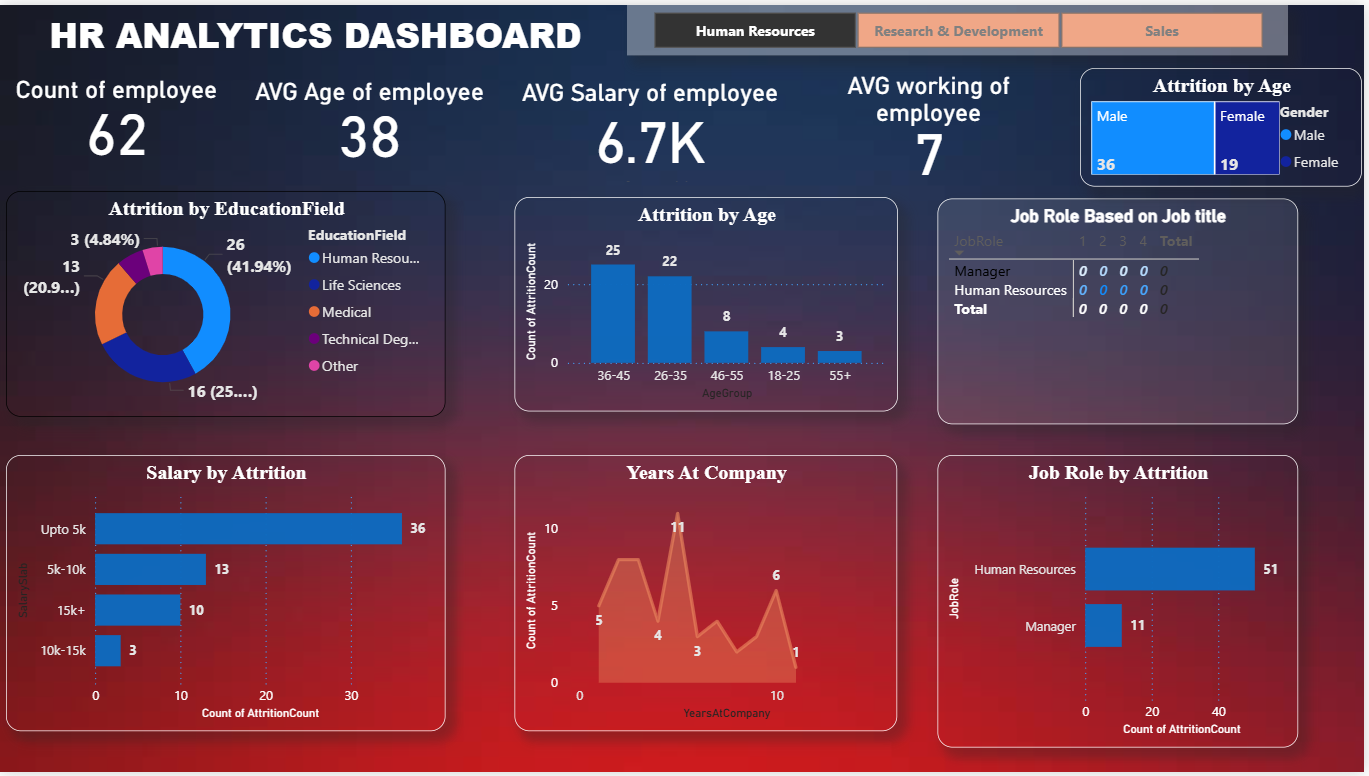 HR ANALYTICS DASHBOARD
Human Resources
Research & Development
Sales
Count of employee
62
AVG Age of employee
38
AVG Salary of employee
6.7K
AVG working of
employee
7
Attrition by Age
Male
36
Female
19
Gender
Male
Female
Attrition by EducationField
3 (4.84%)
26
(41.94%)
13
(20.9...)
16 (25....)
EducationField
Human Resou...
Life Sciences
Medical
Technical Deg...
Other
Attrition by Age
Count of AttritionCount
20
0
25
22
8
4
3
36-45
26-35
46-55
18-25
55+
AgeGroup
Job Role Based on Job title
JobRole 1 2 3 4 Total
Manager 0 0 0 0 0
Human Resources 0 0 0 0 0
Total 0 0 0 0 0
Salary by Attrition
SalarySlab
Upto 5k 36
5k-10k 13
15k+ 10
10k-15k 3
0 10 20 30
Count of AttritionCount
Years At Company
Count of AttritionCount
10
5
0
5
4
11
3
6
1
0 10
YearsAtCompany
Job Role by Attrition
JobRole
Human Resources 51
Manager 11
0 20 40
Count of AttritionCount